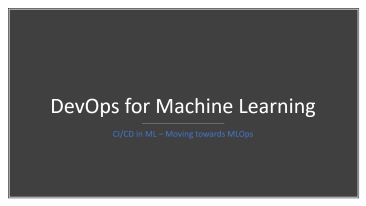 DevOps for Machine Learning
CI/CD in ML – Moving towards MLOps